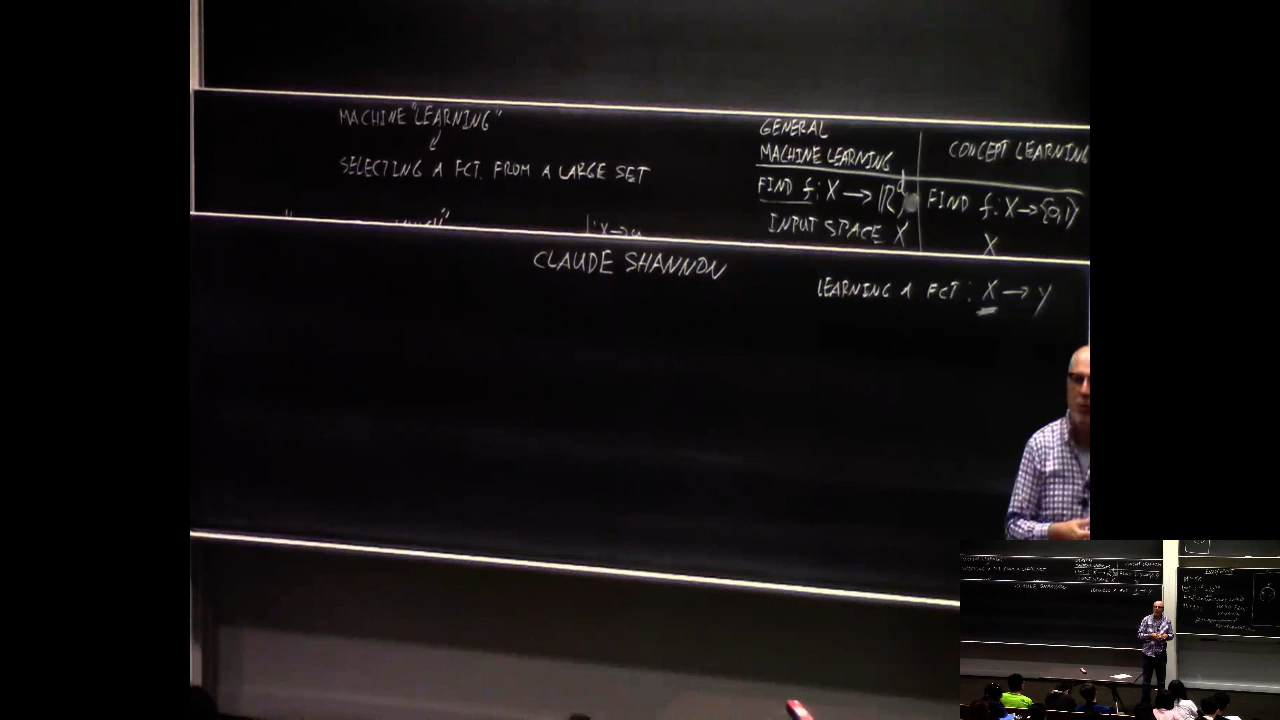 MACHINE "LEARNING"
SELECTING A FCT. FROM A LARGE SET
GENERAL
MACHINE LEARNING
FIND f: X → ℝᵈ
INPUT SPACE X
CONCEPT LEARNING
FIND f: X → {0,1}
X
CLAUDE SHANNON
LEARNING A FCT: X → Y